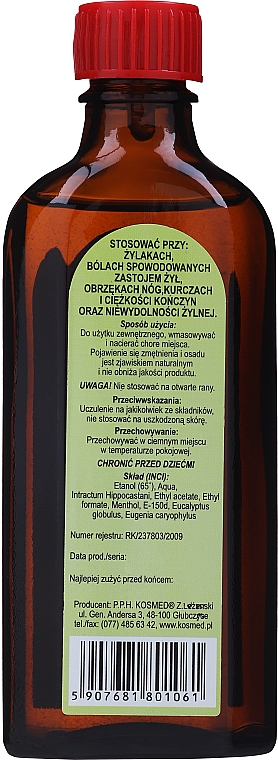 STOSOWAĆ PRZY:
ŻYLAKACH,
BÓLACH SPOWODOWANYCH
ZASTOJEM ŻYŁ,
OBRZĘKACH NÓG,KURCZACH
I CIĘŻKOŚCI KOŃCZYN
ORAZ NIEWYDOLNOŚCI ŻYLNEJ.
Sposób użycia:
Do użytku zewnętrznego, wmasowywać
i nacierać chore miejsca.
Pojawienie się zmętnienia i osadu
jest zjawiskiem naturalnym
i nie obniża jakości produktu.
UWAGA! Nie stosować na otwarte rany.
Przeciwwskazania:
Uczulenie na jakikolwiek ze składników,
nie stosować na uszkodzoną skórę.
Przechowywanie:
Przechowywać w ciemnym miejscu
w temperaturze pokojowej.
CHRONIĆ PRZED DZIEĆMI
Skład (INCI):
Etanol (65°), Aqua,
Intractum Hippocastani, Ethyl acetate, Ethyl
formate, Menthol, E-150d, Eucalyptus
globulus, Eugenia caryophylus
Numer rejestru: RK/237803/2009
Data prod./seria:
Najlepiej zużyć przed końcem:
Producent: P.P.H. KOSMED® Z.Leżański
ul. Gen. Andersa 3, 48-100 Głubczyce
tel./fax: (077) 485 63 42, www.kosmed.pl
5 907681 801061